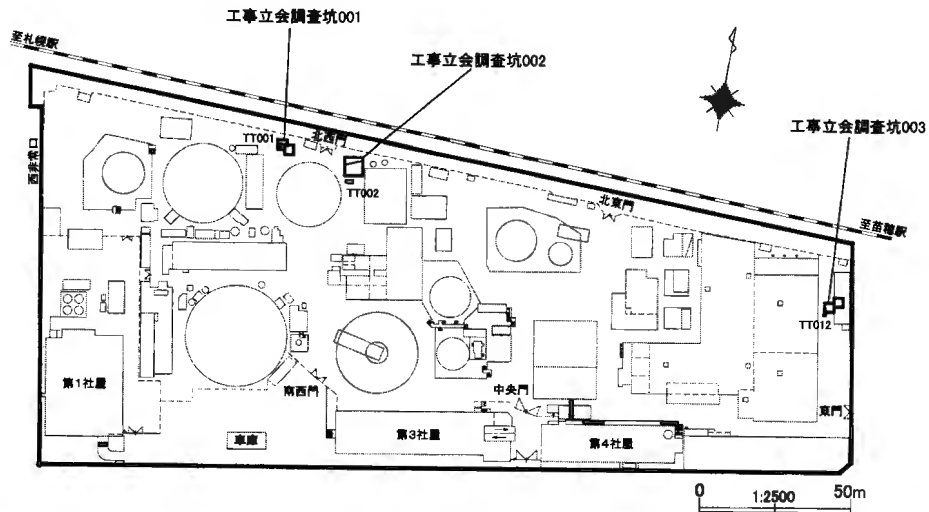 工事立会調査坑001
至札幌駅
工事立会調査坑002
工事立会調査坑003
TT001
北西門
TT002
西非常口
北東門
至苗穂駅
TT012
第1社屋
南西門
中央門
東門
車庫
第3社屋
第4社屋
0 1:2500 50m